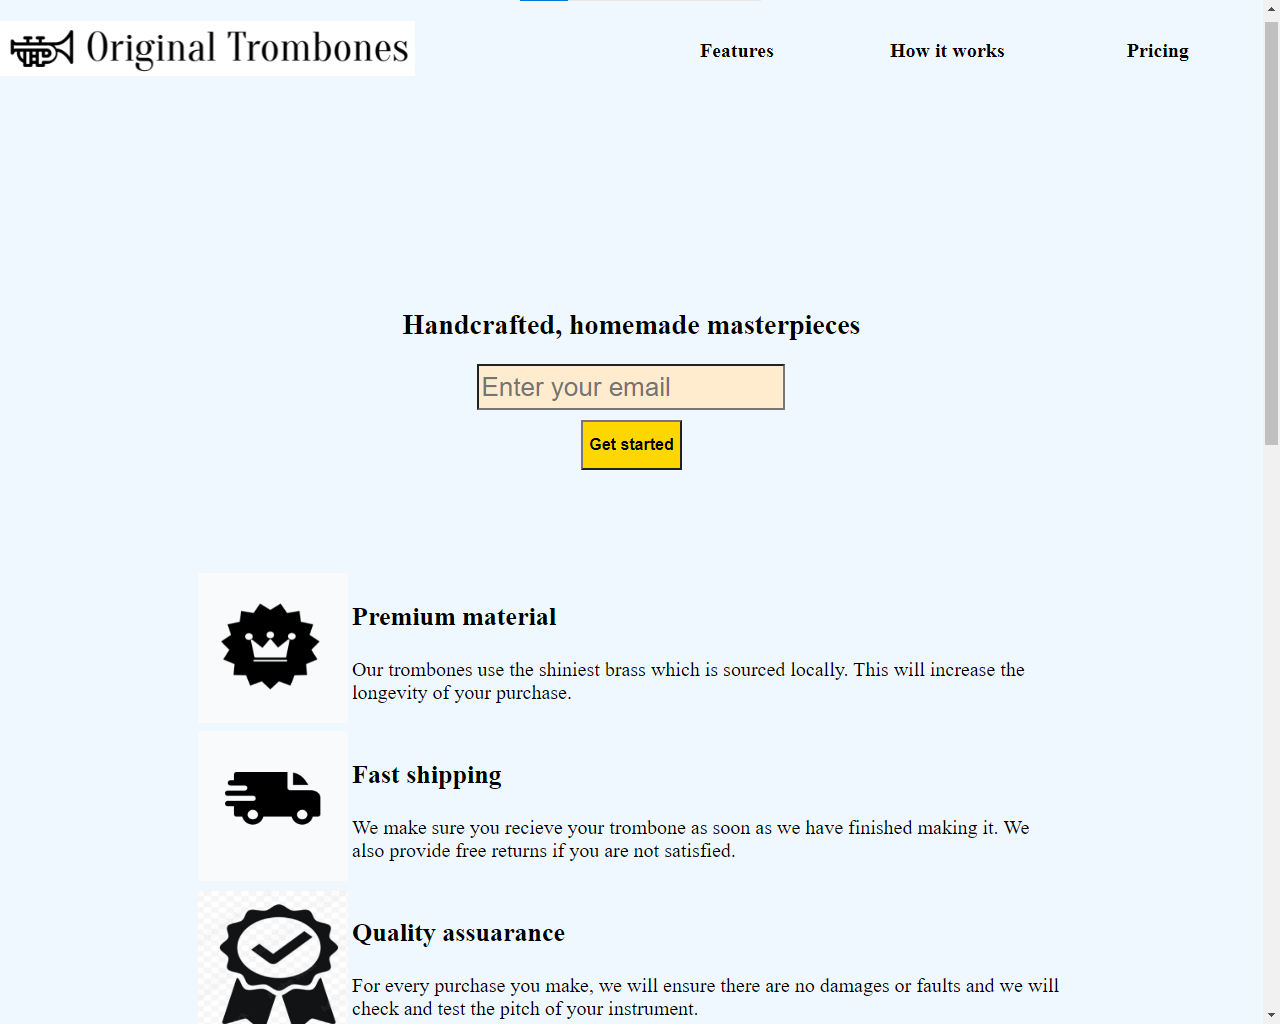 Original Trombones
Features
How it works
Pricing
Handcrafted, homemade masterpieces
Enter your email
Get started
Premium material
Our trombones use the shiniest brass which is sourced locally. This will increase the
longevity of your purchase.
Fast shipping
We make sure you recieve your trombone as soon as we have finished making it. We
also provide free returns if you are not satisfied.
Quality assuarance
For every purchase you make, we will ensure there are no damages or faults and we will
check and test the pitch of your instrument.